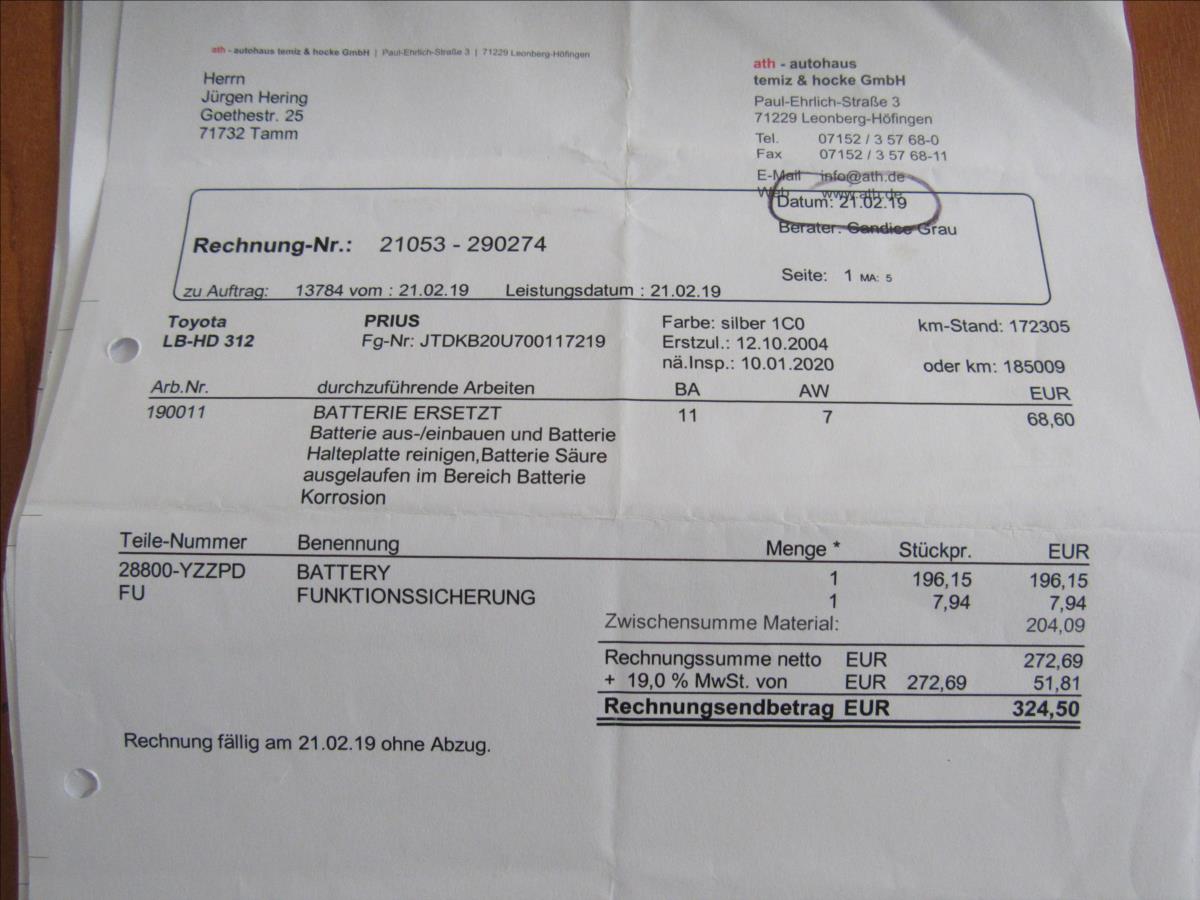 ath - autohaus temiz & hocke GmbH | Paul-Ehrlich-Straße 3 | 71229 Leonberg-Höfingen
Herrn
Jürgen Hering
Goethestr. 25
71732 Tamm
ath - autohaus
temiz & hocke GmbH
Paul-Ehrlich-Straße 3
71229 Leonberg-Höfingen
Tel. 07152 / 3 57 68-0
Fax 07152 / 3 57 68-11
E-Mail info@ath.de
Web www.ath.de
Datum: 21.02.19
Berater: Candice Grau
Rechnung-Nr.: 21053 - 290274
Seite: 1 MA: 5
zu Auftrag: 13784 vom : 21.02.19 Leistungsdatum : 21.02.19
Toyota PRIUS Farbe: silber 1C0 km-Stand: 172305
LB-HD 312 Fg-Nr: JTDKB20U700117219 Erstzul.: 12.10.2004
nä.Insp.: 10.01.2020 oder km: 185009
Arb.Nr. durchzuführende Arbeiten BA AW EUR
190011 BATTERIE ERSETZT 11 7 68,60
Batterie aus-/einbauen und Batterie
Halteplatte reinigen,Batterie Säure
ausgelaufen im Bereich Batterie
Korrosion
Teile-Nummer Benennung Menge * Stückpr. EUR
28800-YZZPD BATTERY 1 196,15 196,15
FU FUNKTIONSSICHERUNG 1 7,94 7,94
Zwischensumme Material: 204,09
Rechnungssumme netto EUR 272,69
+ 19,0 % MwSt. von EUR 272,69 51,81
Rechnungsendbetrag EUR 324,50
Rechnung fällig am 21.02.19 ohne Abzug.